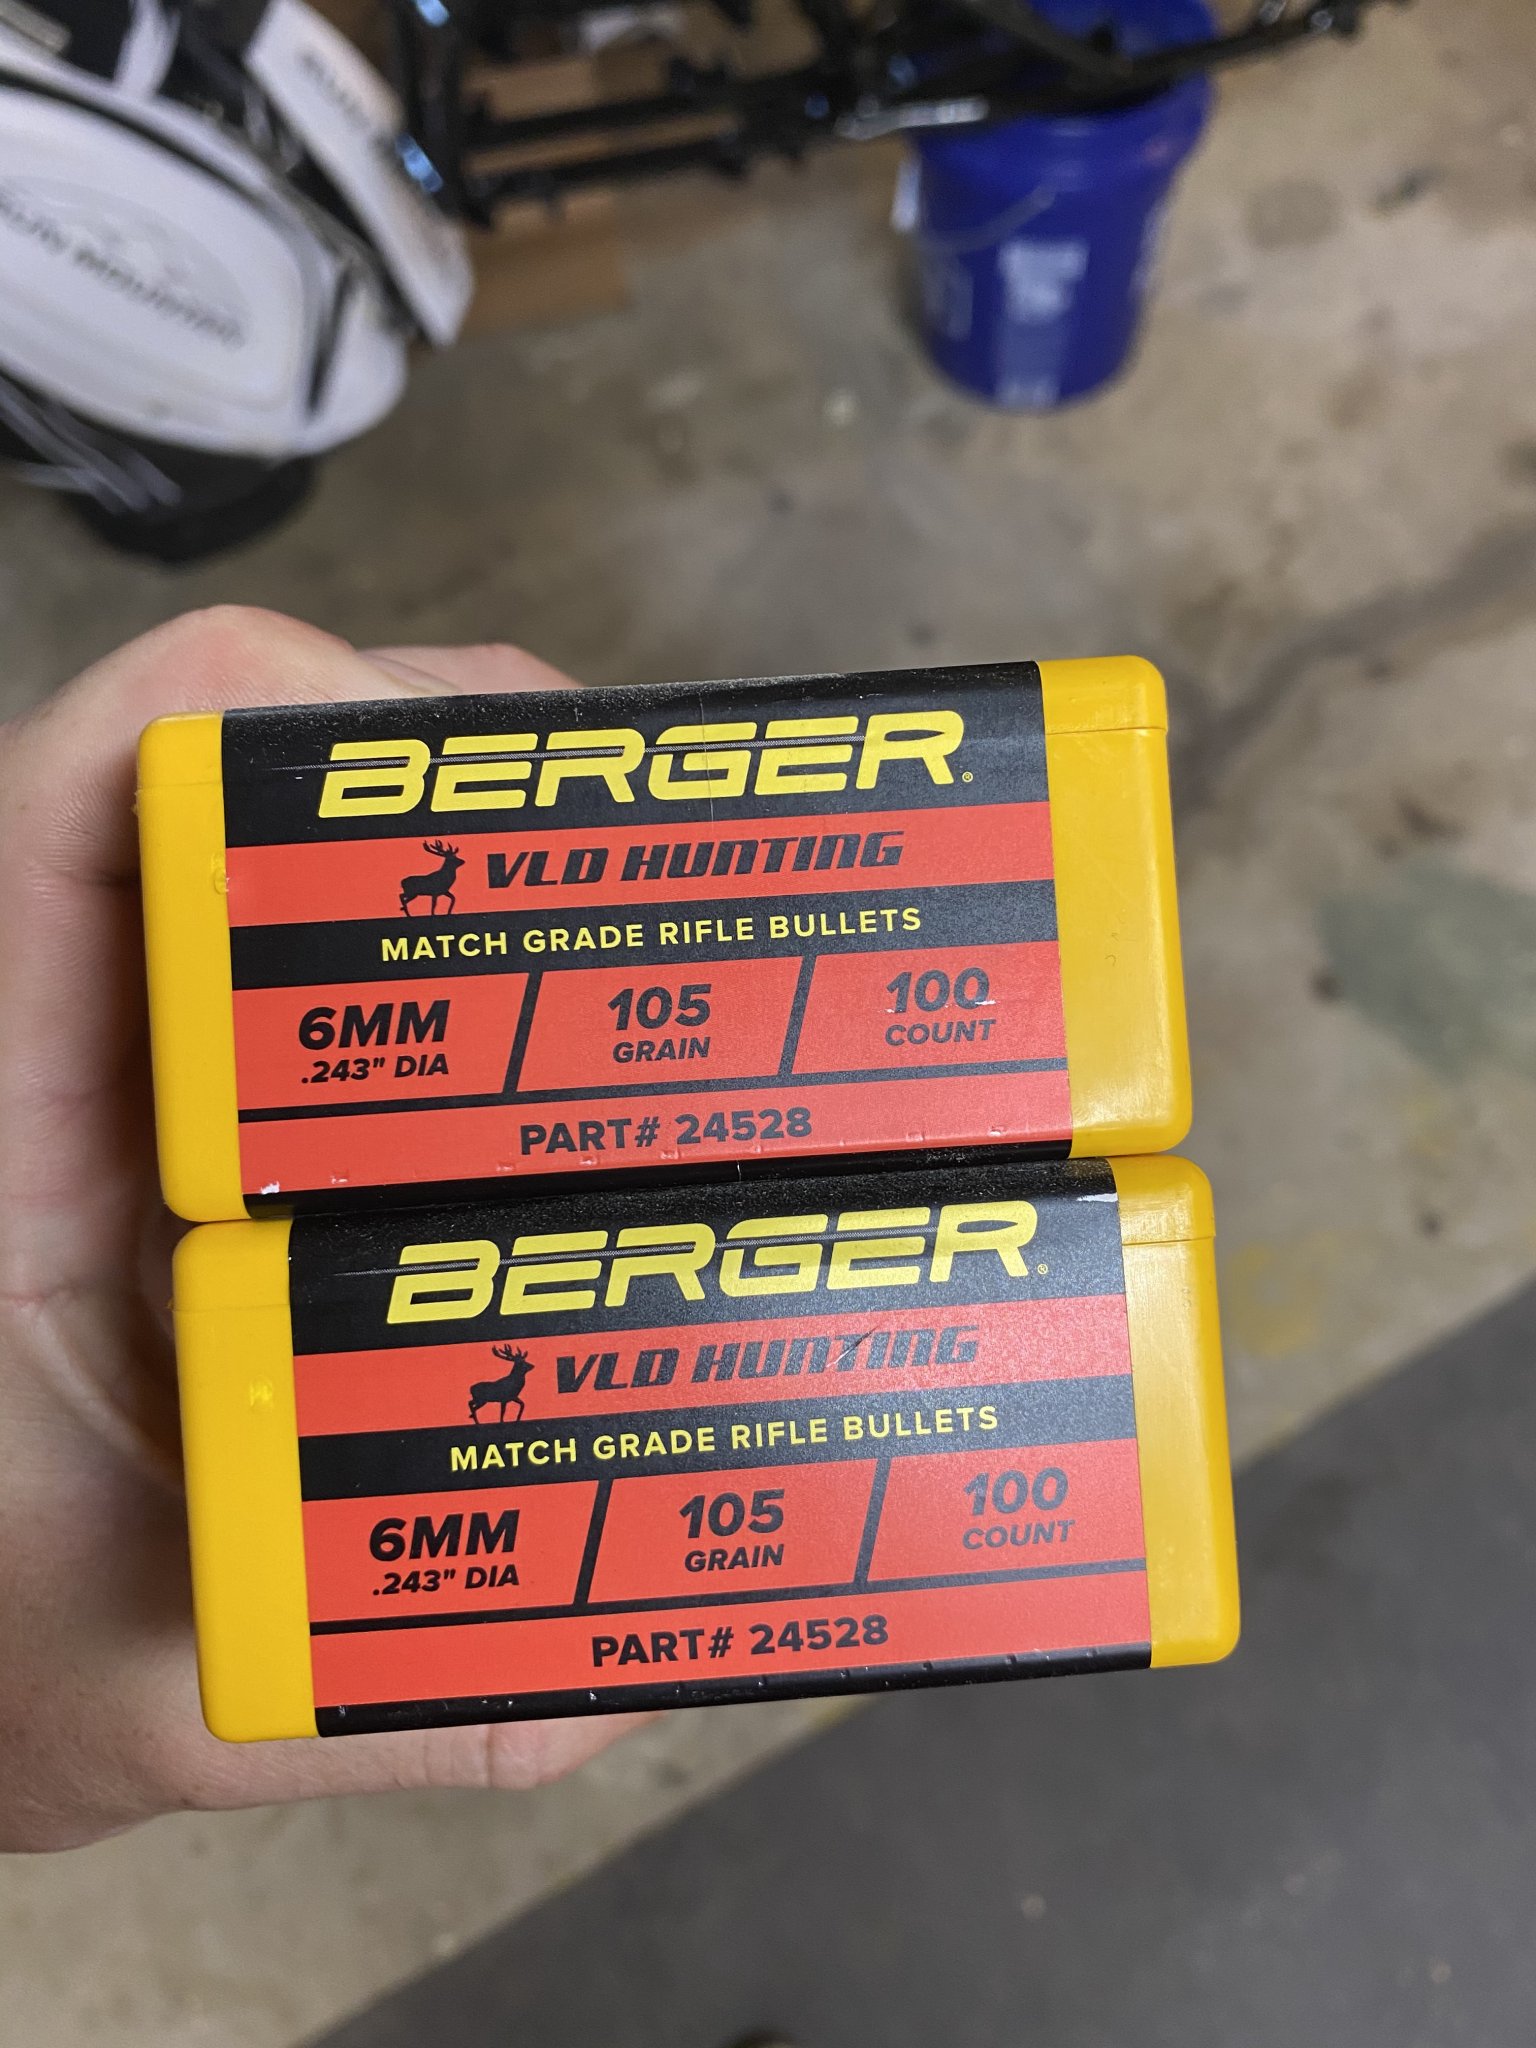 BERGER®
VLD HUNTING
MATCH GRADE RIFLE BULLETS
6MM
.243" DIA
105
GRAIN
100
COUNT
PART# 24528
BERGER®
VLD HUNTING
MATCH GRADE RIFLE BULLETS
6MM
.243" DIA
105
GRAIN
100
COUNT
PART# 24528